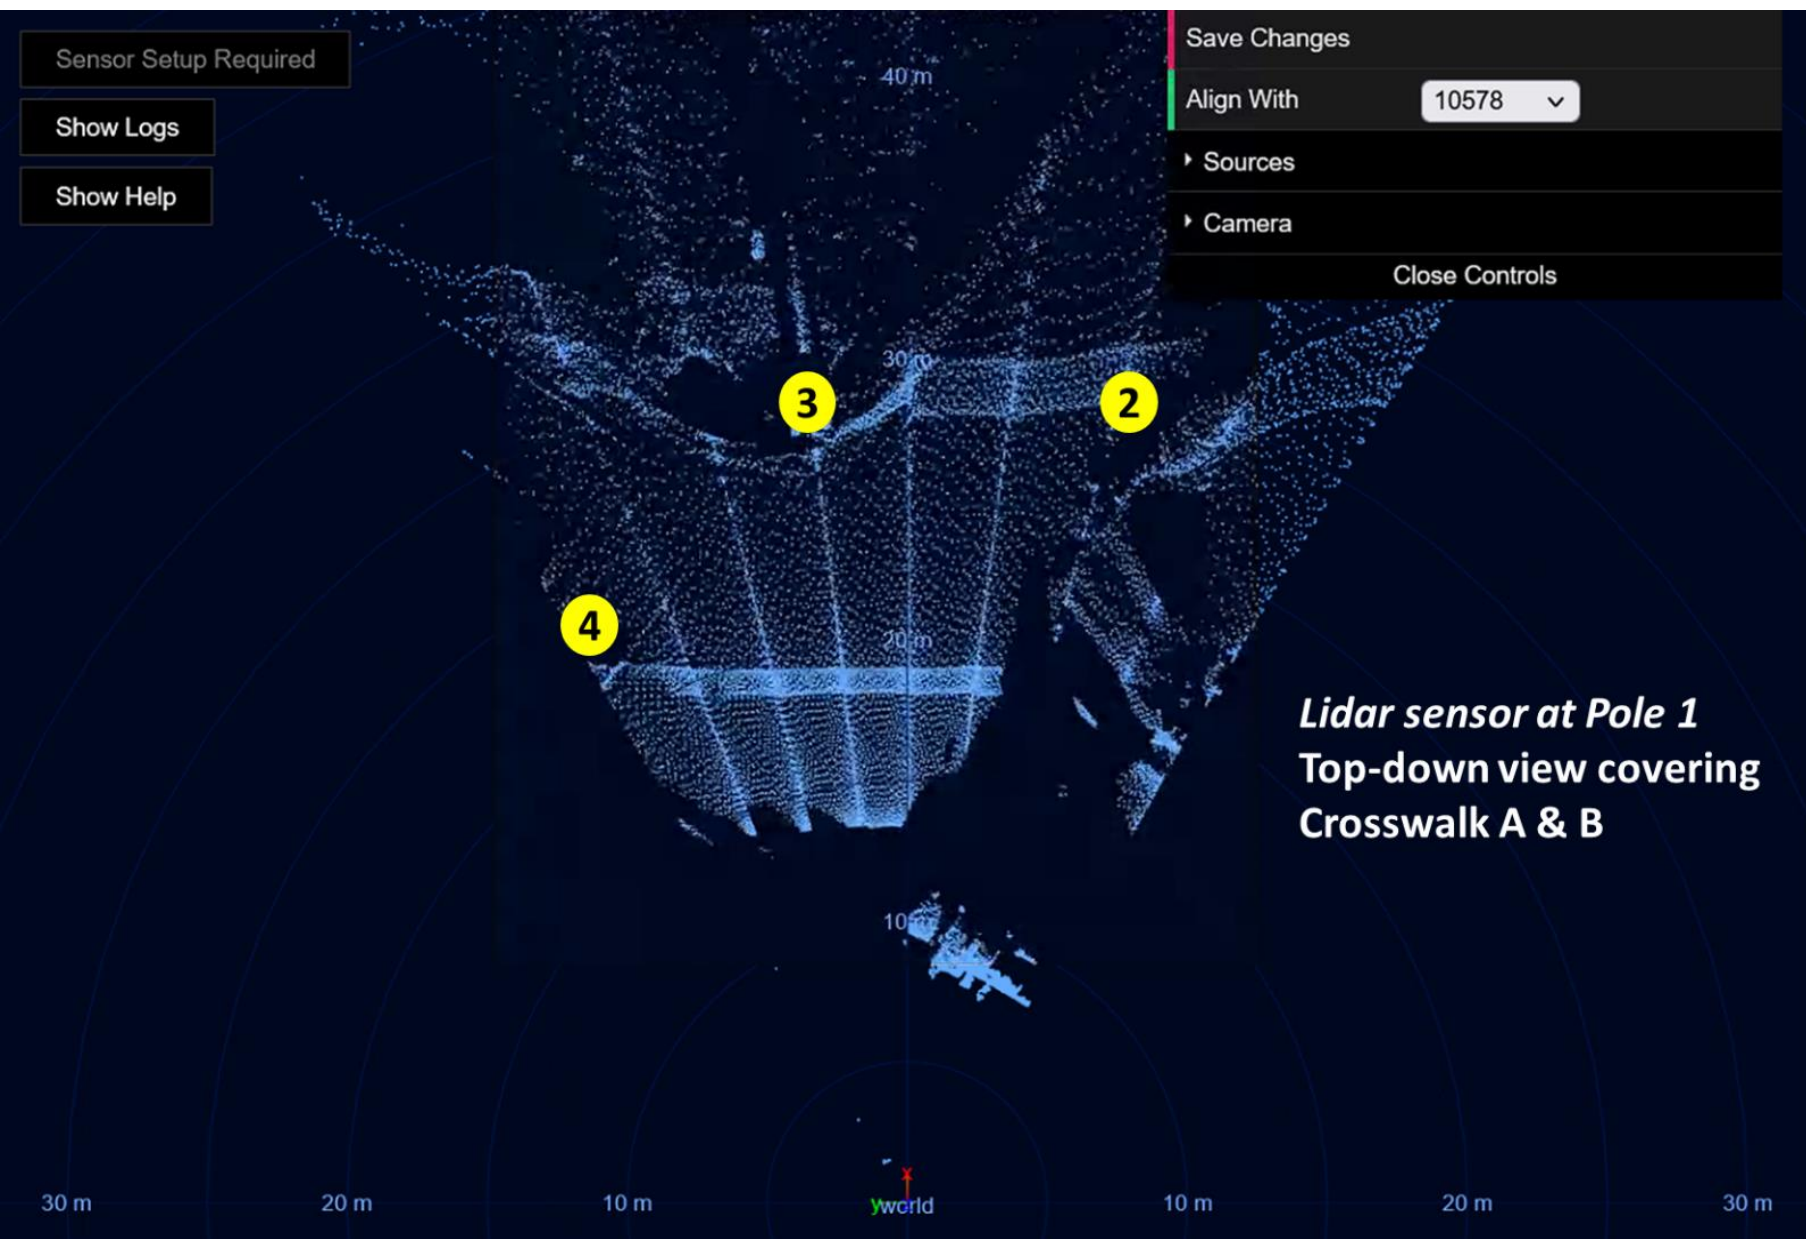 Sensor Setup Required
Show Logs
Show Help
Save Changes
Align With 10578
Sources
Camera
Close Controls
40 m
30 m
3
2
4
20 m
Lidar sensor at Pole 1
Top-down view covering
Crosswalk A & B
10
x
30 m 20 m 10 m yworld 10 m 20 m 30 m